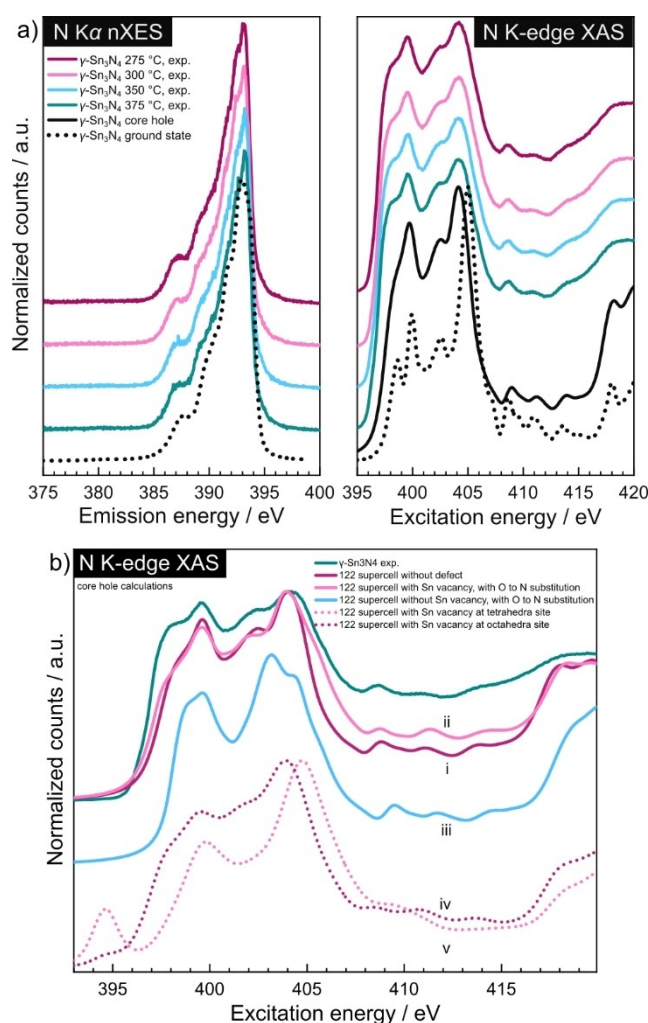 a)
N Kα nXES
γ-Sn₃N₄ 275 °C, exp.
γ-Sn₃N₄ 300 °C, exp.
γ-Sn₃N₄ 350 °C, exp.
γ-Sn₃N₄ 375 °C, exp.
γ-Sn₃N₄ core hole
γ-Sn₃N₄ ground state
Normalized counts / a.u.
375 380 385 390 395 400
Emission energy / eV
N K-edge XAS
Normalized counts / a.u.
395 400 405 410 415 420
Excitation energy / eV
b)
N K-edge XAS
core hole calculations
γ-Sn3N4 exp.
122 supercell without defect
122 supercell with Sn vacancy, with O to N substitution
122 supercell without Sn vacancy, with O to N substitution
122 supercell with Sn vacancy at tetrahedra site
122 supercell with Sn vacancy at octahedra site
Normalized counts / a.u.
ii
i
iii
iv
v
395 400 405 410 415
Excitation energy / eV